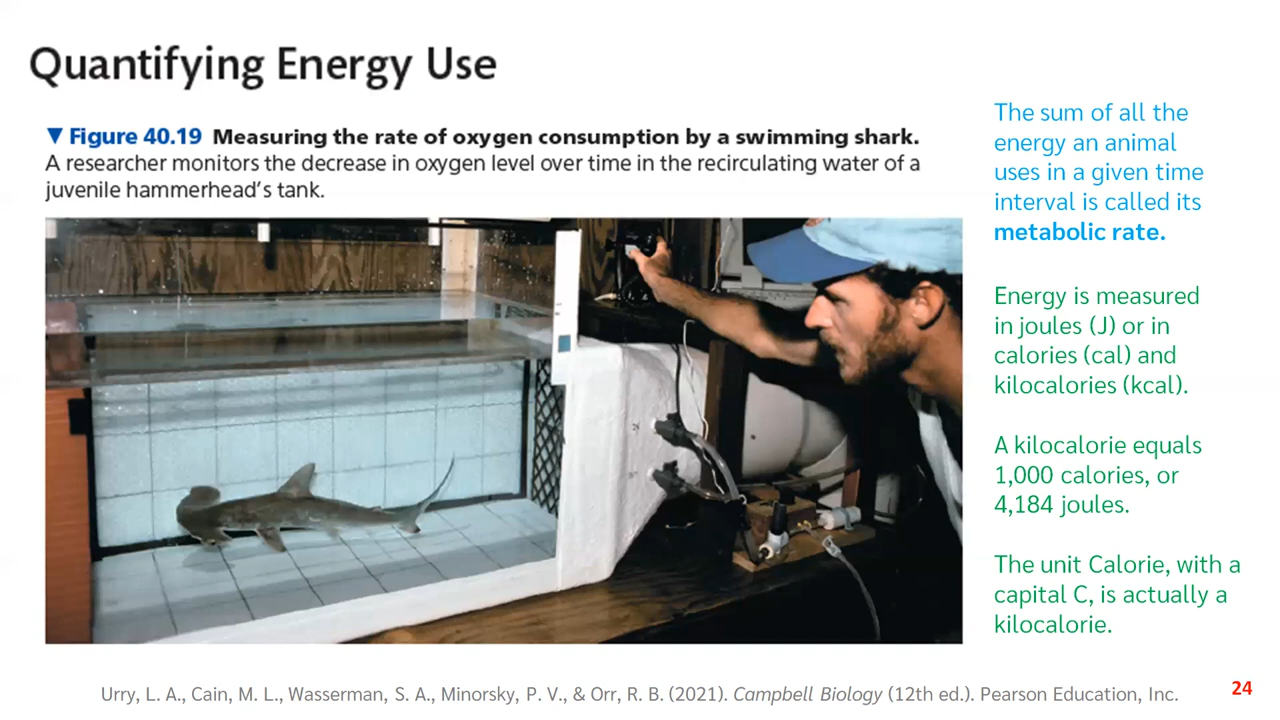 Quantifying Energy Use
▼ Figure 40.19 Measuring the rate of oxygen consumption by a swimming shark.
A researcher monitors the decrease in oxygen level over time in the recirculating water of a
juvenile hammerhead's tank.
The sum of all the
energy an animal
uses in a given time
interval is called its
metabolic rate.
Energy is measured
in joules (J) or in
calories (cal) and
kilocalories (kcal).
A kilocalorie equals
1,000 calories, or
4,184 joules.
The unit Calorie, with a
capital C, is actually a
kilocalorie.
Urry, L. A., Cain, M. L., Wasserman, S. A., Minorsky, P. V., & Orr, R. B. (2021). Campbell Biology (12th ed.). Pearson Education, Inc.
24